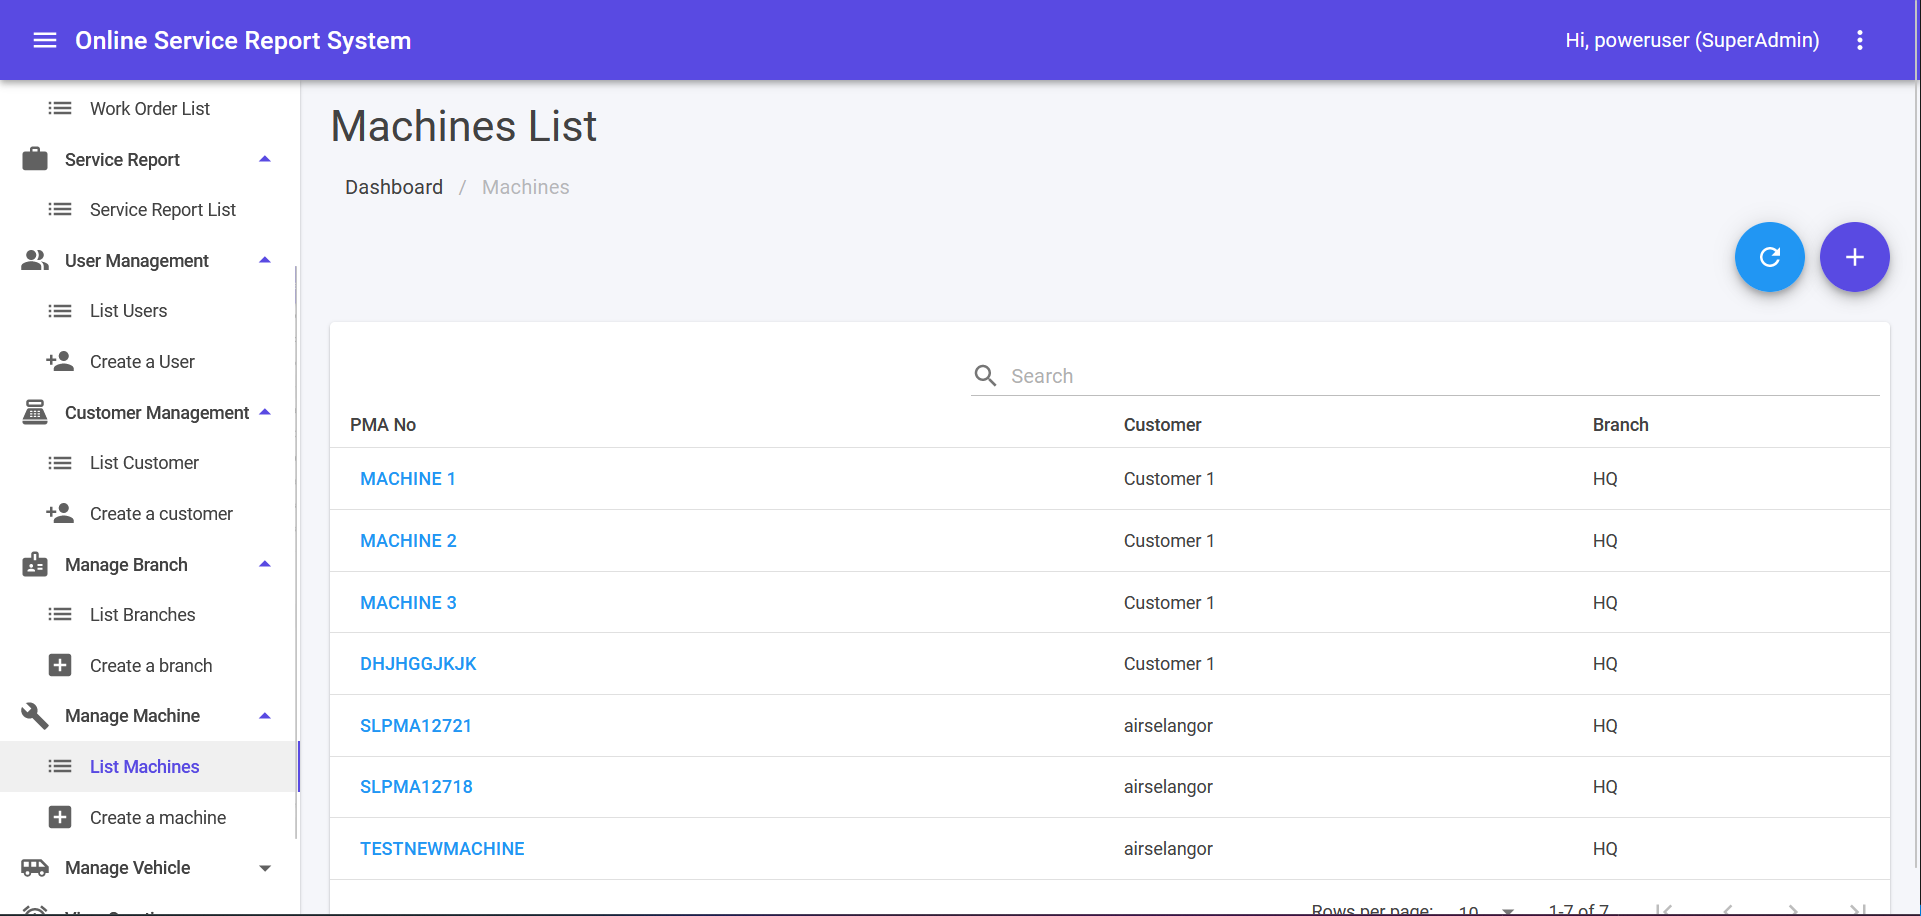 Online Service Report System
Hi, poweruser (SuperAdmin)
Work Order List
Service Report
Service Report List
User Management
List Users
Create a User
Customer Management
List Customer
Create a customer
Manage Branch
List Branches
Create a branch
Manage Machine
List Machines
Create a machine
Manage Vehicle
Machines List
Dashboard / Machines
Search
PMA No Customer Branch
MACHINE 1 Customer 1 HQ
MACHINE 2 Customer 1 HQ
MACHINE 3 Customer 1 HQ
DHJHGGJKJK Customer 1 HQ
SLPMA12721 airselangor HQ
SLPMA12718 airselangor HQ
TESTNEWMACHINE airselangor HQ
Rows per page: 10 1-7 of 7